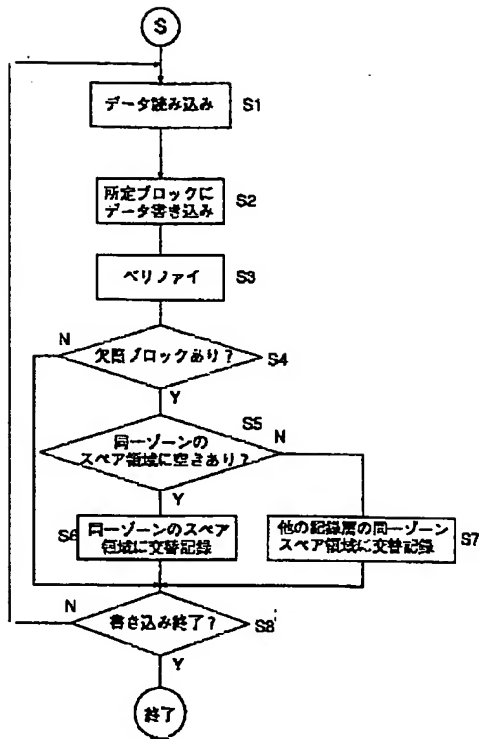 S
データ読み込み S1
所定ブロックに
データ書き込み S2
ベリファイ S3
N
欠陥ブロックあり? S4
Y
S5
同一ゾーンの
スペア領域に空きあり?
N
Y
S6
同一ゾーンのスペア
領域に交替記録
他の記録層の同一ゾーン
スペア領域に交替記録
S7
N
書き込み終了? S8
Y
終了